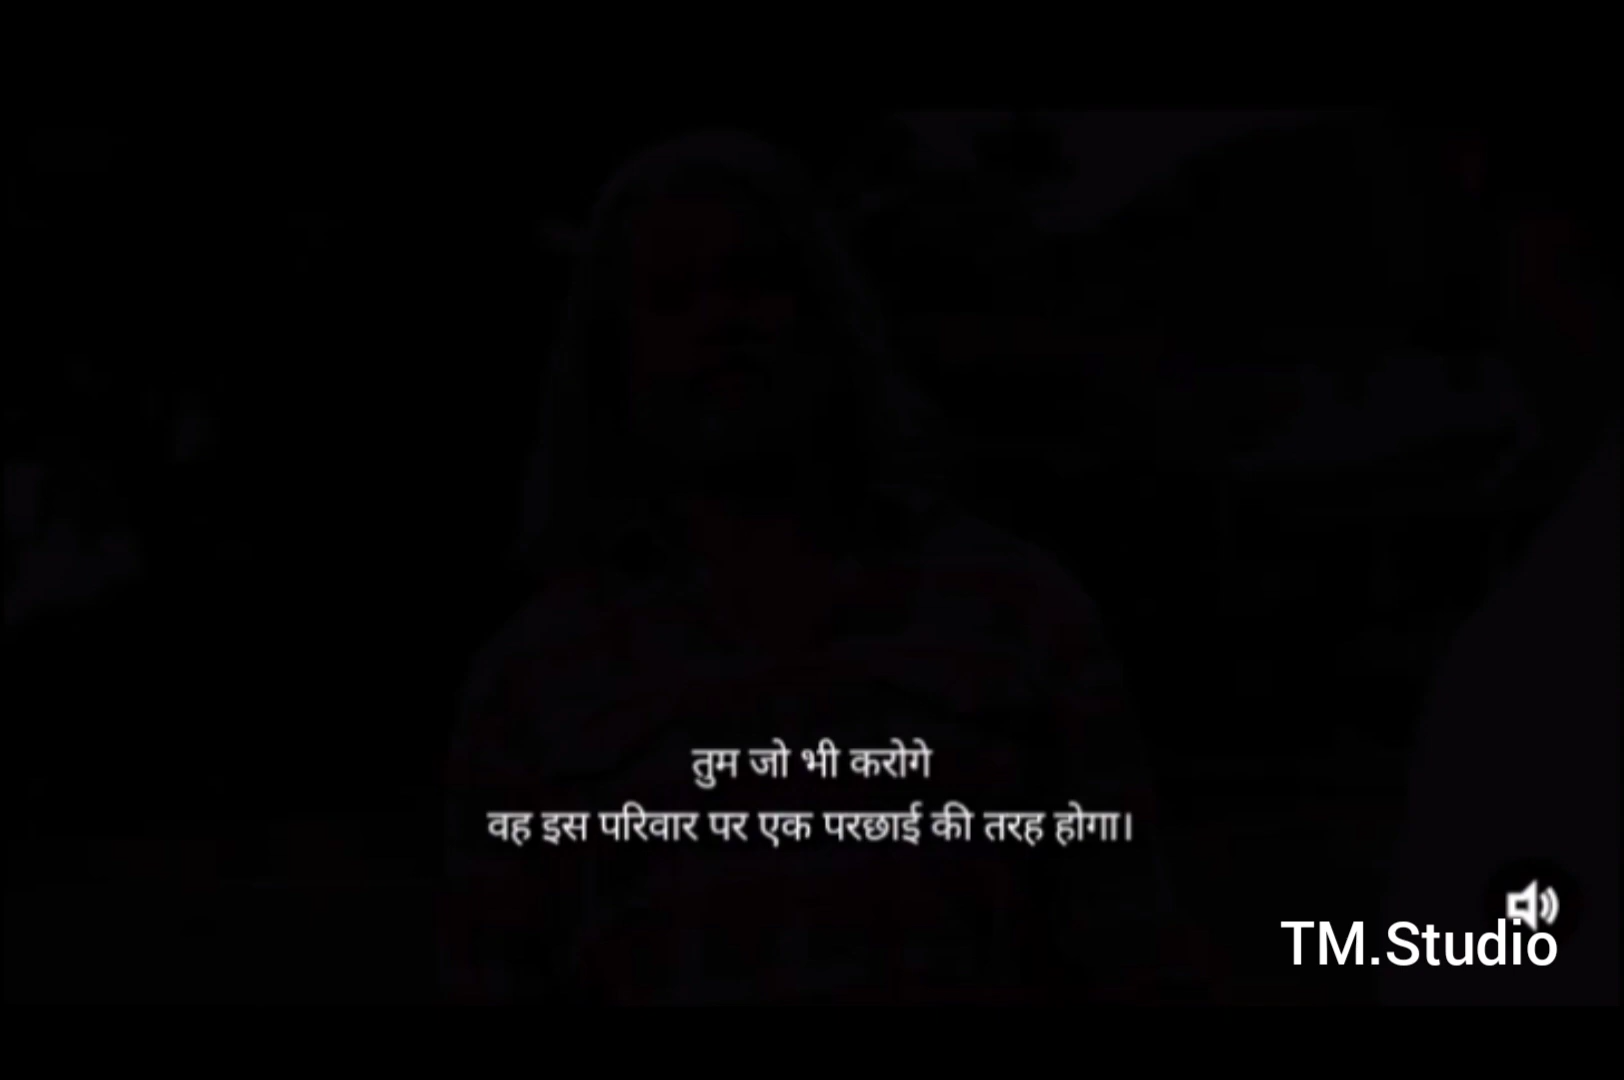 तुम जो भी करोगे
वह इस परिवार पर एक परछाई की तरह होगा।
TM.Studio